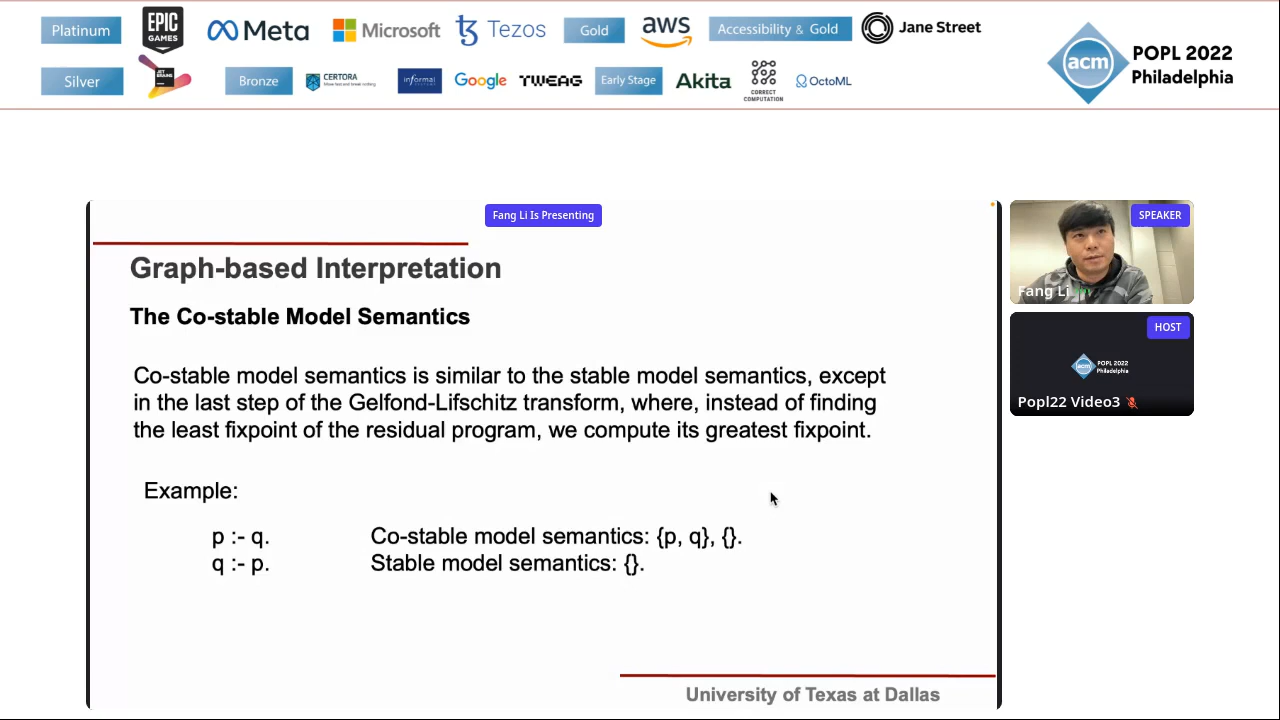 Platinum
EPIC GAMES
Meta
Microsoft
Tezos
Gold
aws
Accessibility & Gold
Jane Street
acm
POPL 2022
Philadelphia
Silver
JET BRAINS
Bronze
CERTORA
informal
Google
TWEAG
Early Stage
Akita
CORRECT COMPUTATION
OctoML
Fang Li Is Presenting
SPEAKER
Fang Li
HOST
acm
POPL 2022
Philadelphia
Popl22 Video3
Graph-based Interpretation
The Co-stable Model Semantics
Co-stable model semantics is similar to the stable model semantics, except
in the last step of the Gelfond-Lifschitz transform, where, instead of finding
the least fixpoint of the residual program, we compute its greatest fixpoint.
Example:
p :- q. Co-stable model semantics: {p, q}, {}.
q :- p. Stable model semantics: {}.
University of Texas at Dallas